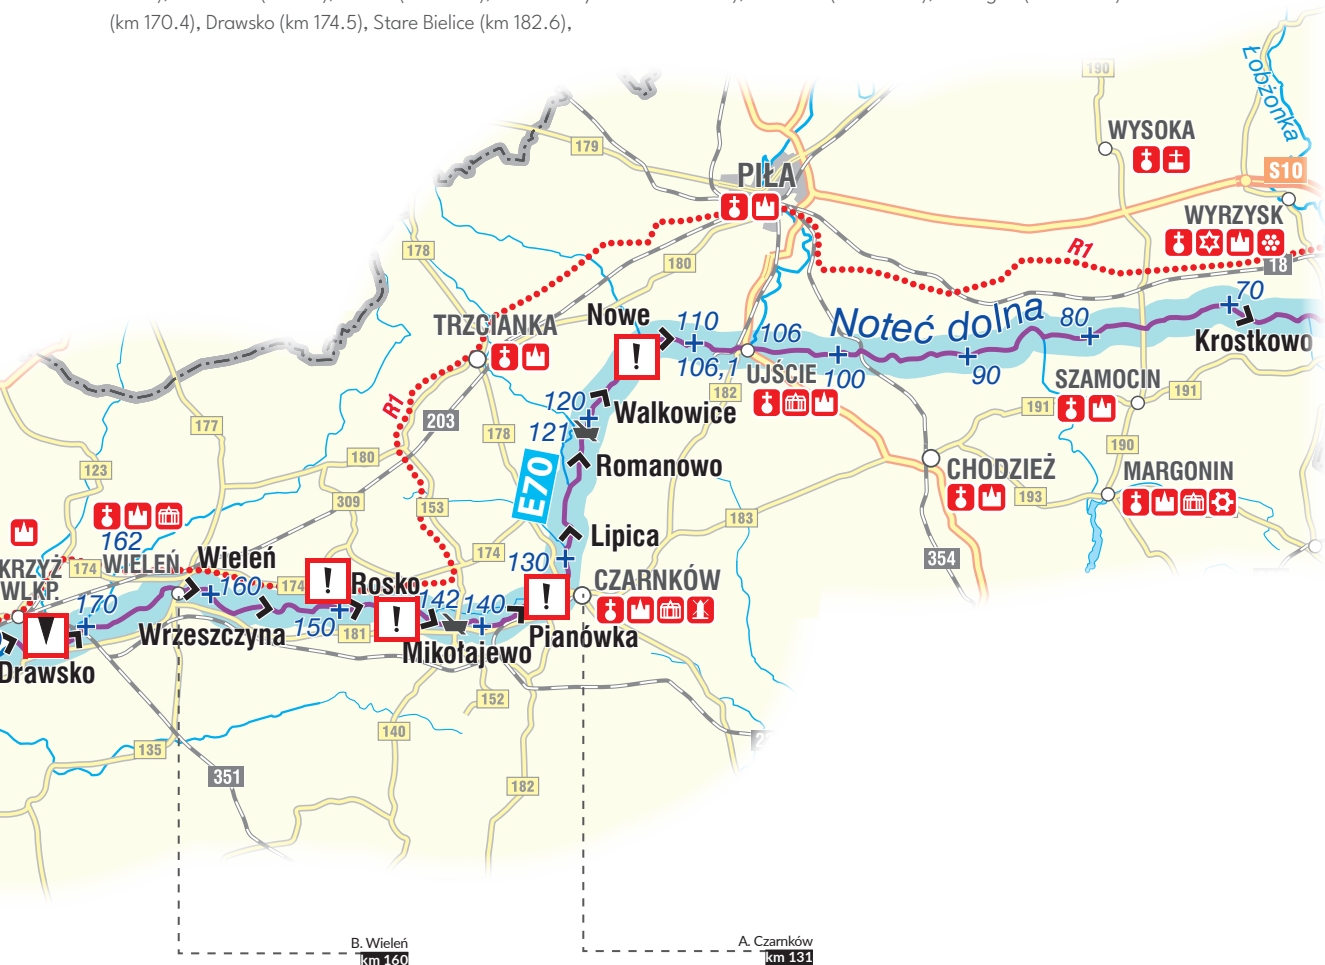 (km 170.4), Drawsko (km 174.5), Stare Bielice (km 182.6),
190
Łobżonka
WYSOKA
179
S10
PIŁA
WYRZYSK
178
R1
180
18
70
Nowe
110
Noteć dolna
80
TRZCIANKA
106
Krostkowo
106,1
UJŚCIE
100
90
SZAMOCIN
182
191
R1
120
Walkowice
191
203
177
121
178
190
180
Romanowo
CHODZIEŻ
MARGONIN
123
E70
193
309
153
183
162
Lipica
174
130
354
KRZYŻ
WLKP.
174
WIELEŃ
Wieleń
160
174
Rosko
CZARNKÓW
170
142
140
150
181
Wrzeszczyna
Pianówka
Mikołajewo
Drawsko
152
140
135
351
182
B. Wieleń
km 160
A. Czarnków
km 131